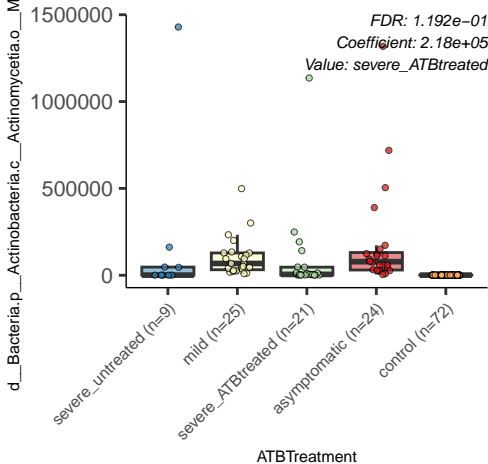 FDR: 1.192e−01
Coefficient: 2.18e+05
Value: severe_ATBtreated
1500000
1000000
500000
0
d__Bacteria.p__Actinobacteria.c__Actinomycetia.o__M
severe_untreated (n=9)
mild (n=25)
severe_ATBtreated (n=21)
asymptomatic (n=24)
control (n=72)
ATBTreatment